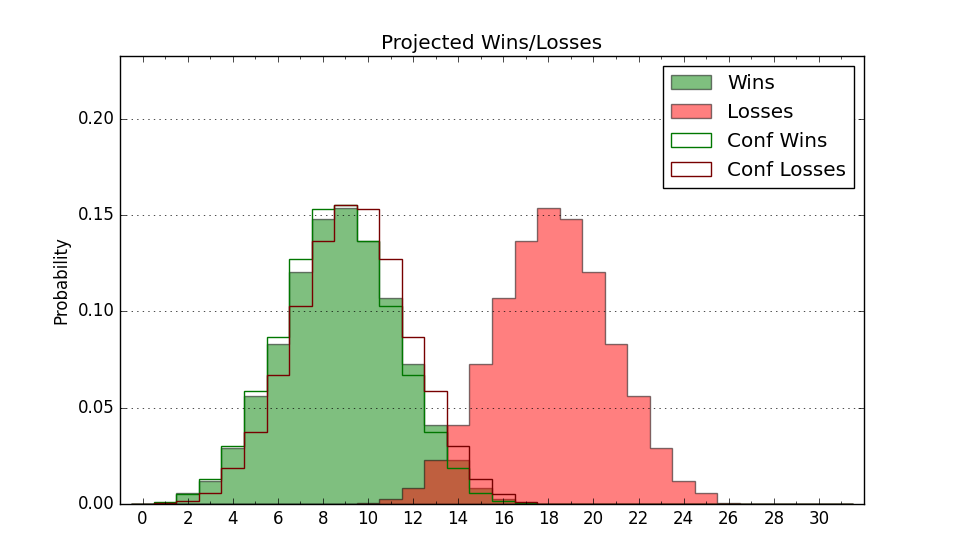 Projected Wins/Losses
Wins
Losses
Conf Wins
Conf Losses
Probability
0.20
0.15
0.10
0.05
0.00
0 2 4 6 8 10 12 14 16 18 20 22 24 26 28 30